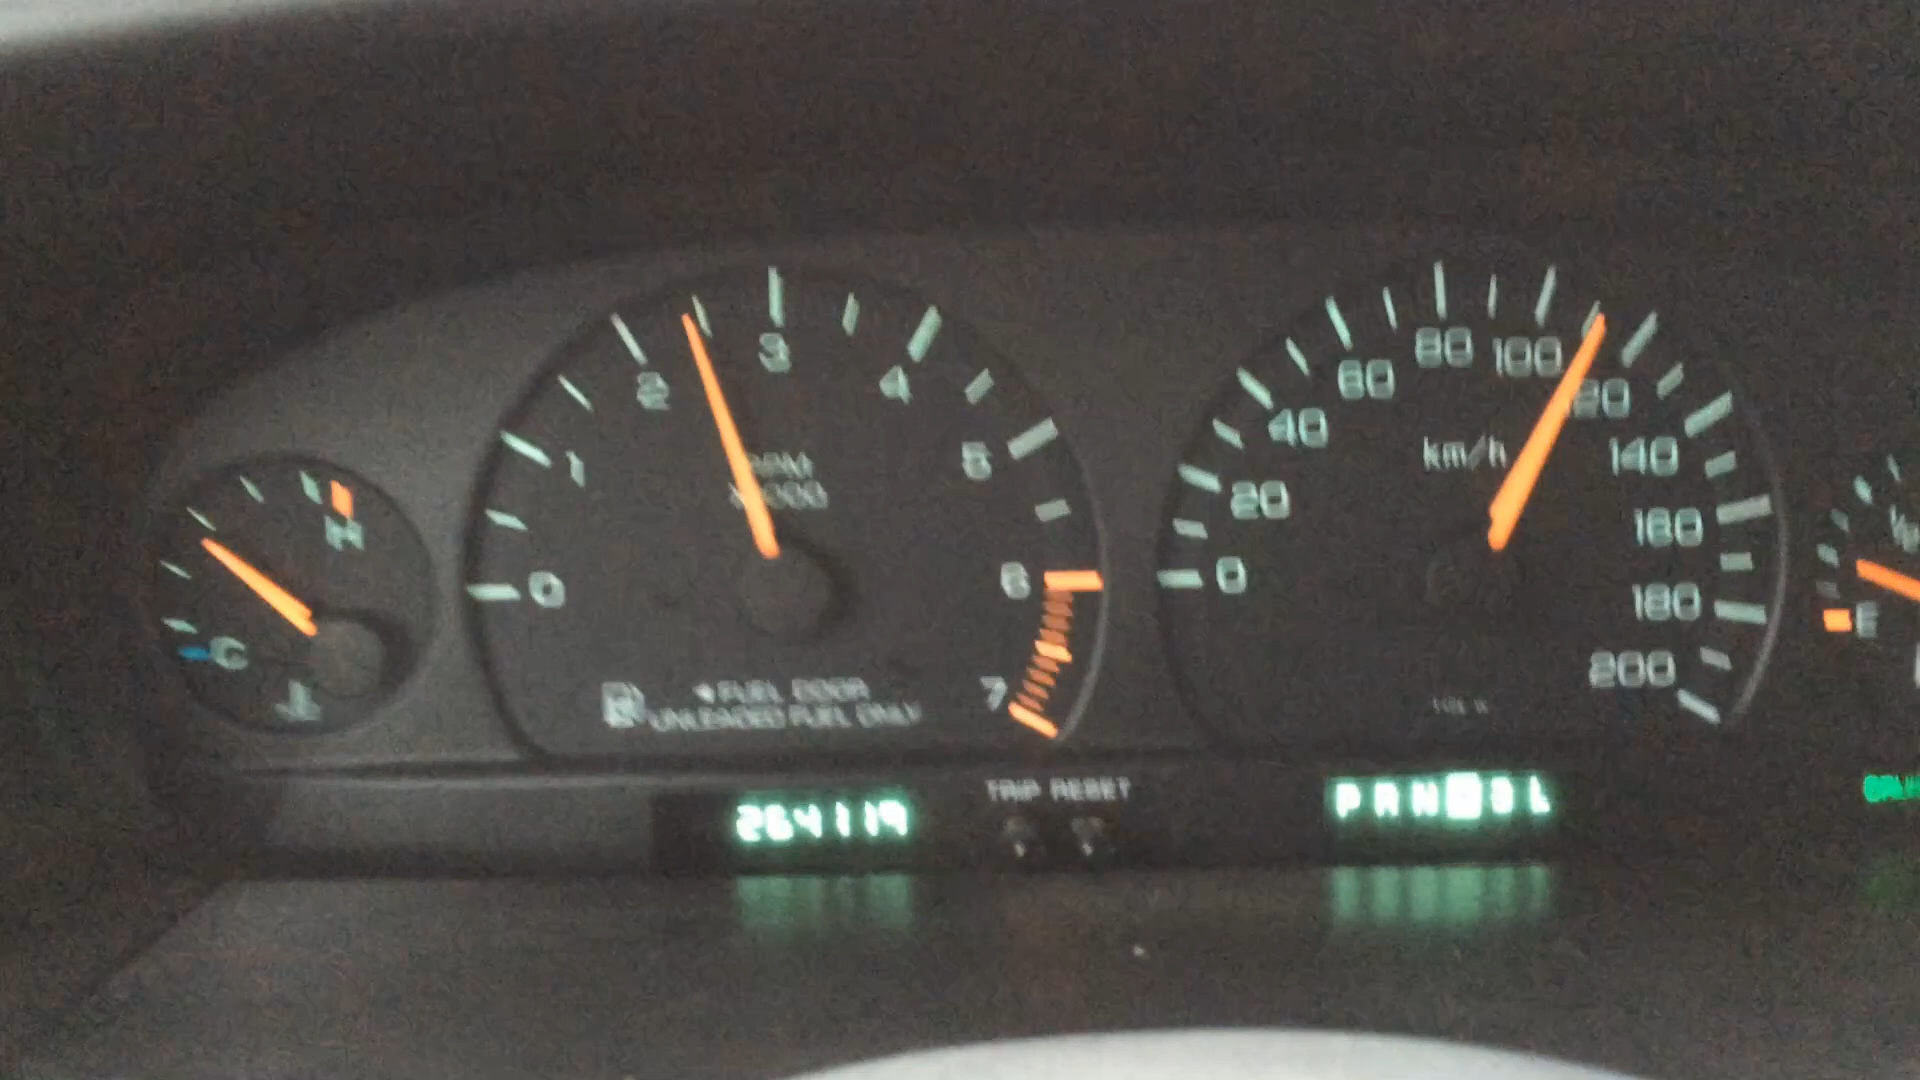 H
C
0
1
2
3
4
5
6
7
RPM
X1000
◄ FUEL DOOR
UNLEADED FUEL ONLY
0
20
40
60
80
100
120
140
160
180
200
km/h
E
264119
TRIP RESET
P R N D 3 L